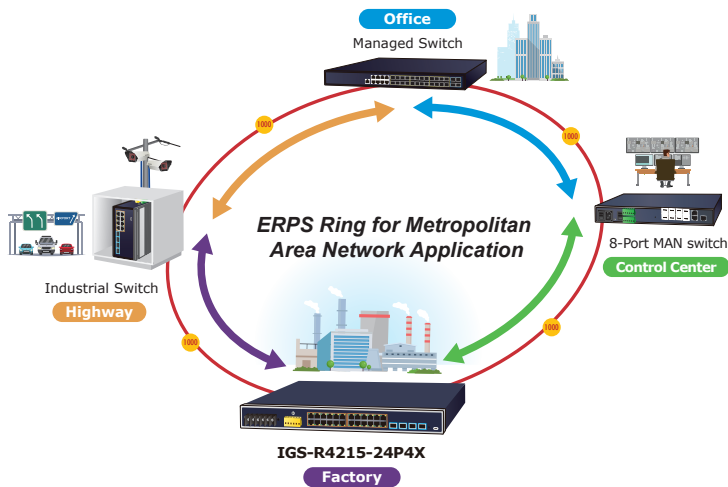 Office
Managed Switch
1000
1000
ERPS Ring for Metropolitan
Area Network Application
8-Port MAN switch
Control Center
Industrial Switch
Highway
1000
1000
IGS-R4215-24P4X
Factory